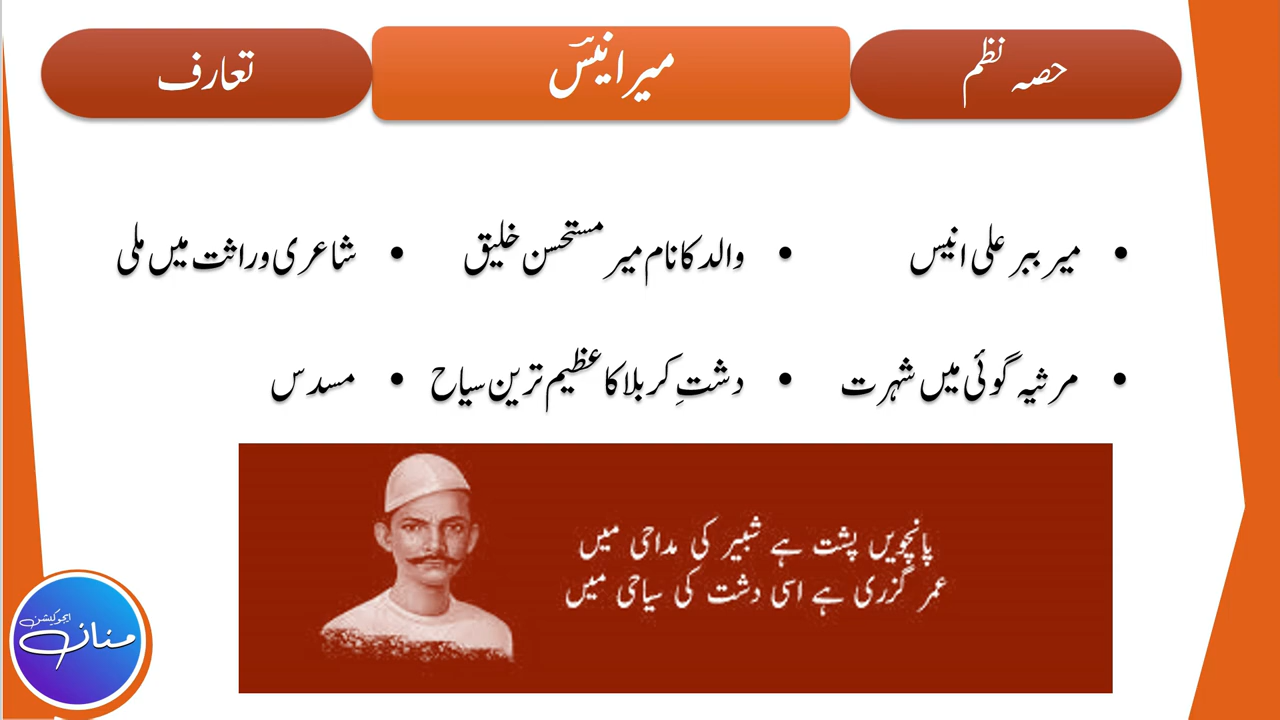 حصہ نظم
میر انیسؔ
تعارف
• میر ببر علی انیس
• والد کا نام میر مستحسن خلیق
• شاعری وراثت میں ملی
• مرثیہ گوئی میں شہرت
• دشتِ کربلا کا عظیم ترین سیاح
• مسدس
پانچویں پشت ہے شبیر کی مداحی میں
عمر گزری ہے اسی دشت کی سیاحی میں
ایجوکیشن
منان